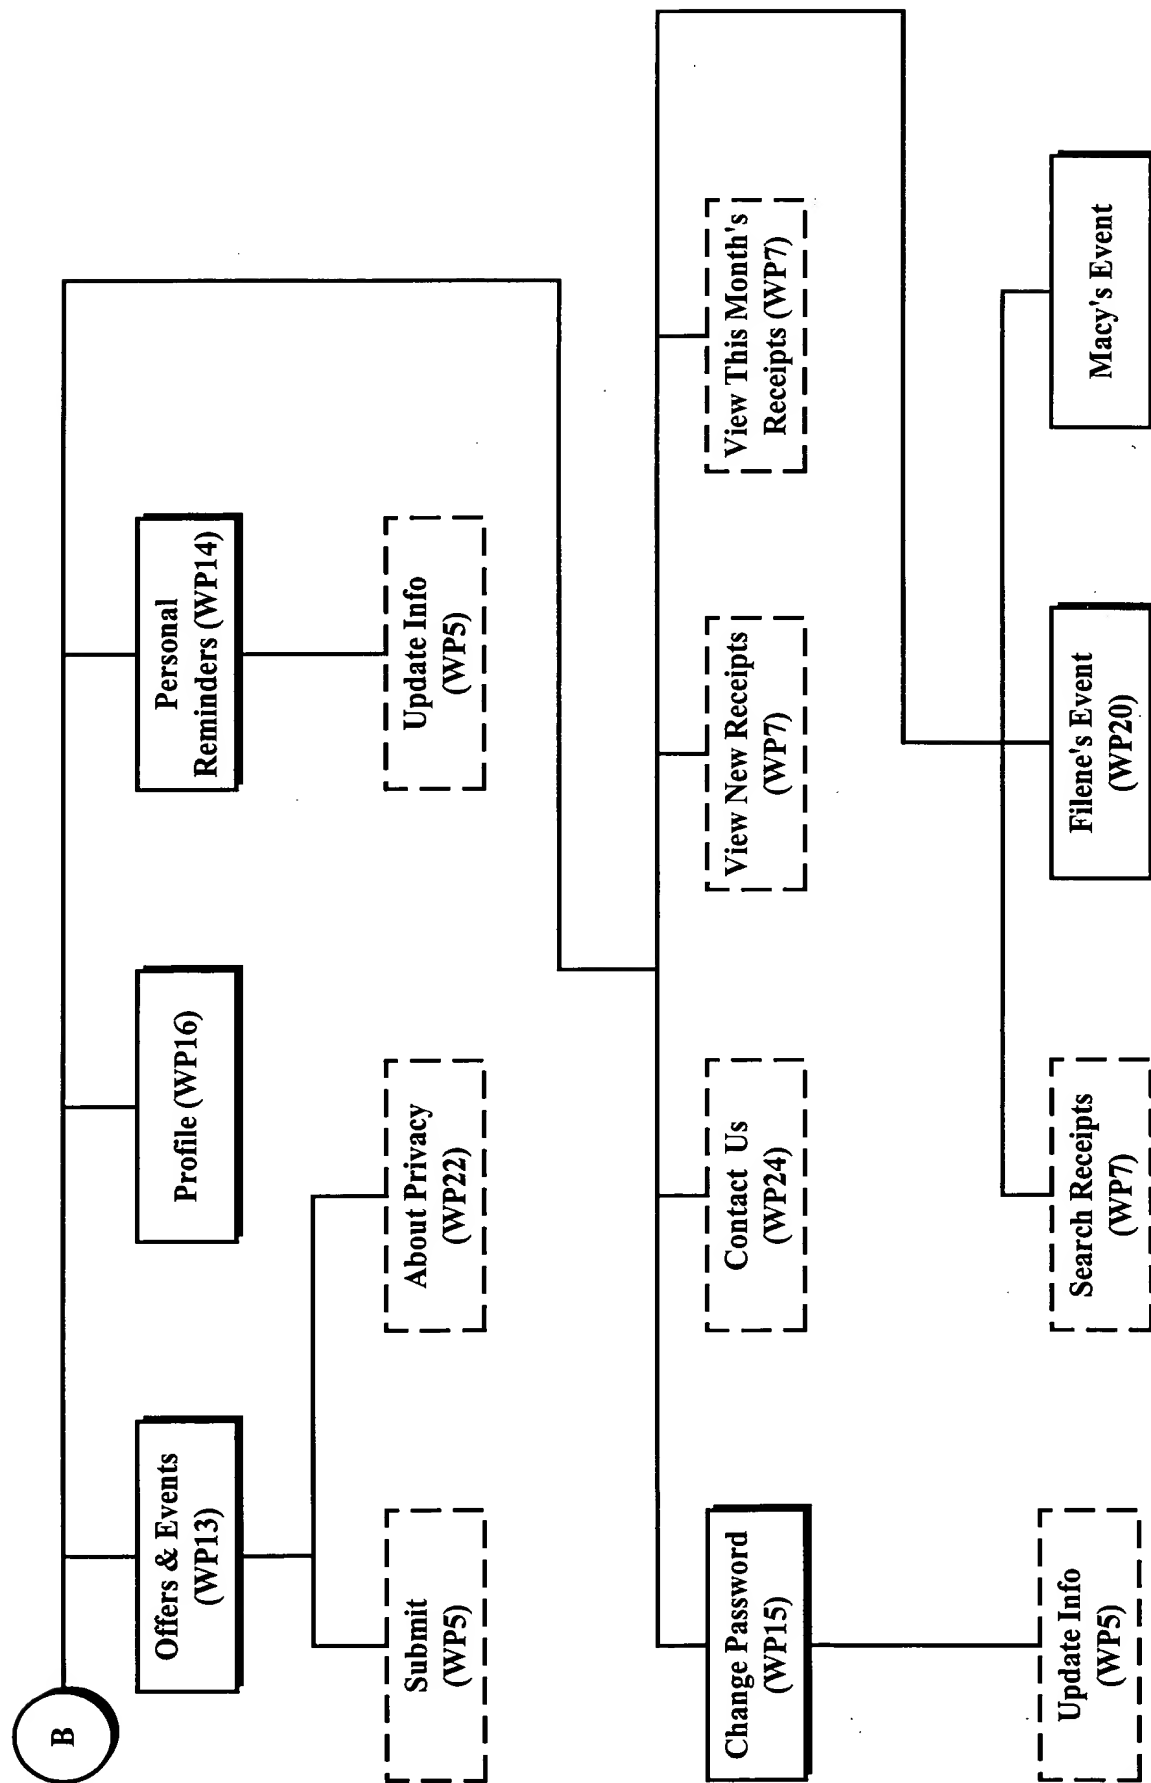 B
Offers & Events
(WP13)
Profile (WP16)
Personal
Reminders (WP14)
Submit
(WP5)
About Privacy
(WP22)
Update Info
(WP5)
Change Password
(WP15)
Contact Us
(WP24)
View New Receipts
(WP7)
View This Month's
Receipts (WP7)
Update Info
(WP5)
Search Receipts
(WP7)
Filene's Event
(WP20)
Macy's Event